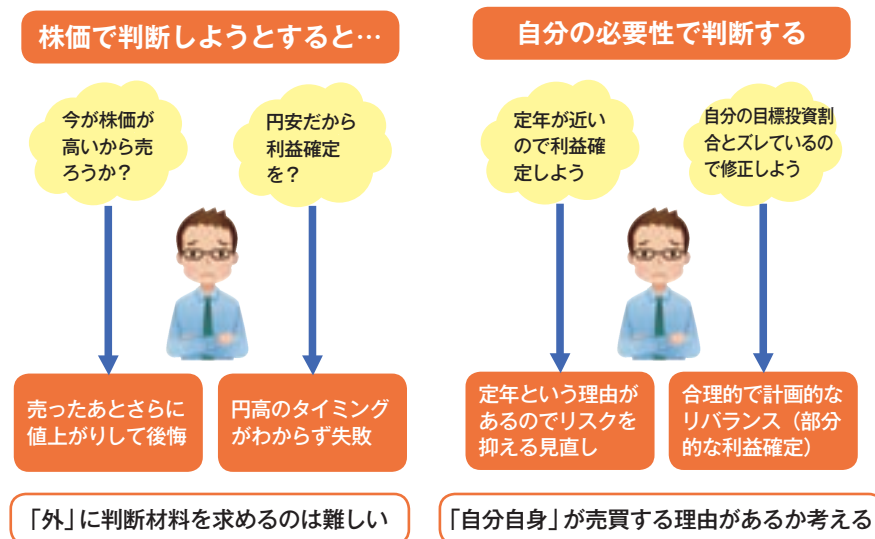 株価で判断しようとすると…
今が株価が
高いから売
ろうか？
円安だから
利益確定
を？
売ったあとさらに
値上がりして後悔
円高のタイミング
がわからず失敗
「外」に判断材料を求めるのは難しい
自分の必要性で判断する
定年が近い
ので利益確
定しよう
自分の目標投資割
合とズレているの
で修正しよう
定年という理由が
あるのでリスクを
抑える見直し
合理的で計画的な
リバランス（部分
的な利益確定）
「自分自身」が売買する理由があるか考える